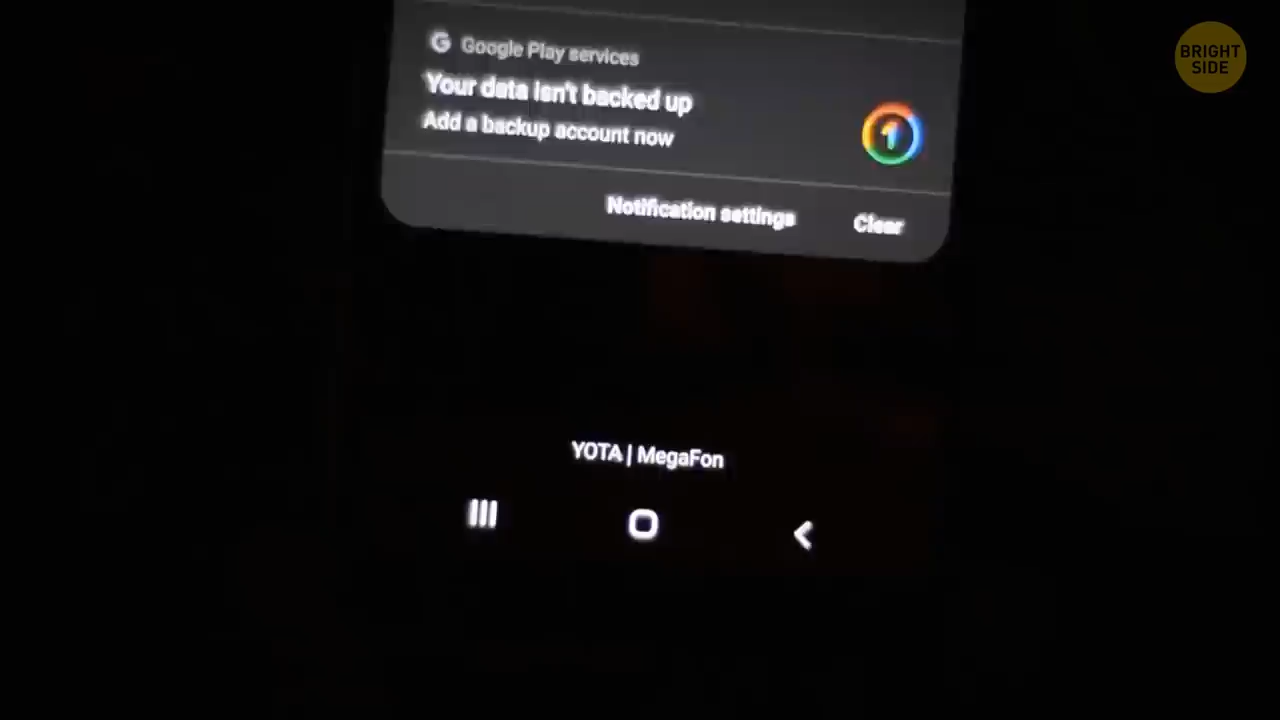 BRIGHT
SIDE
G Google Play services
Your data isn't backed up
Add a backup account now
1
Notification settings
Clear
YOTA | MegaFon